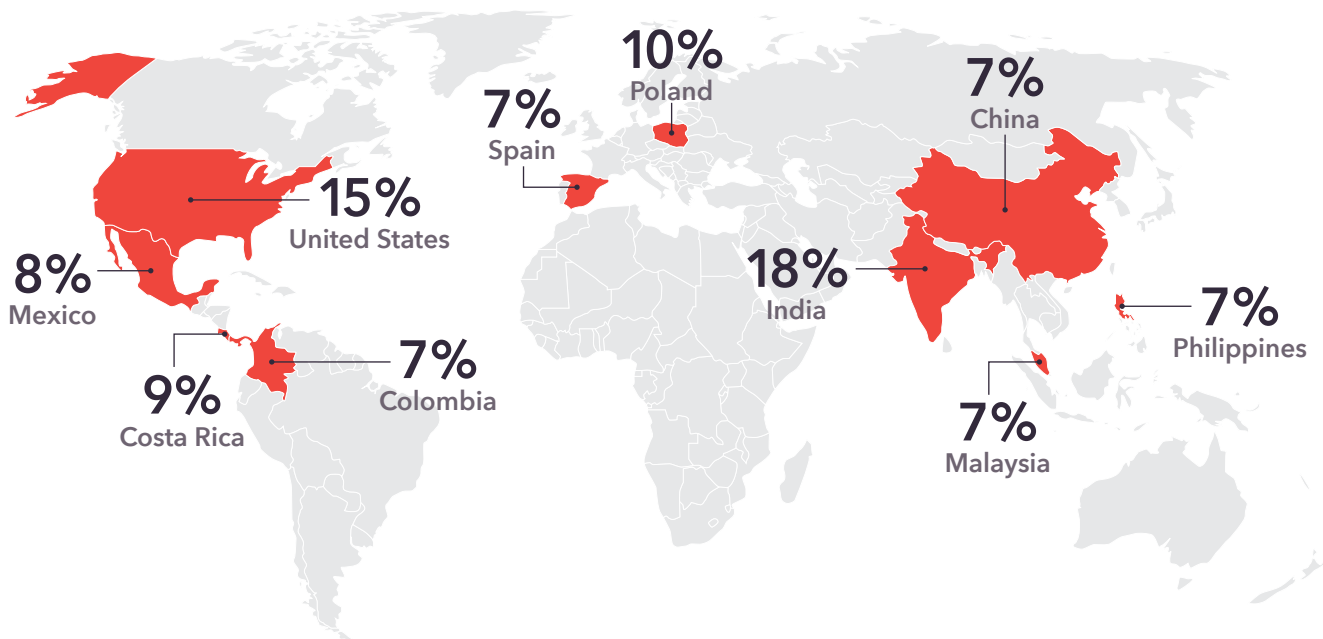 10%
Poland
7%
China
7%
Spain
15%
United States
8%
Mexico
18%
India
7%
Philippines
7%
Colombia
9%
Costa Rica
7%
Malaysia